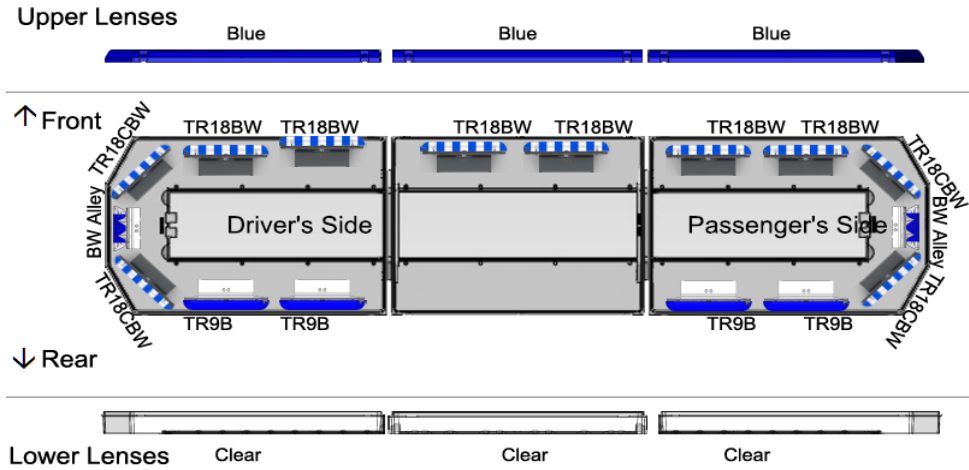 Upper Lenses
Blue Blue Blue
↑ Front
TR18CBW TR18BW TR18BW TR18BW TR18BW TR18BW TR18BW TR18CBW
BW Alley Driver's Side Passenger's Side BW Alley
TR18CBW TR9B TR9B TR9B TR9B TR18CBW
↓ Rear
Lower Lenses Clear Clear Clear